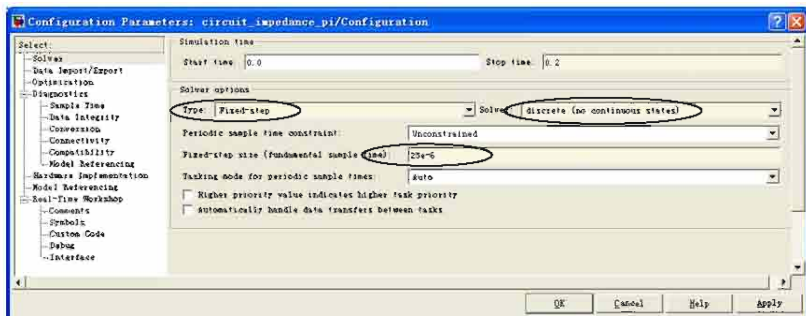 Configuration Parameters: circuit_impedance_pi/Configuration
Select:
Solver
Data Import/Export
Optimization
Diagnostics
Sample Time
Data Integrity
Conversion
Connectivity
Compatibility
Model Referencing
Hardware Implementation
Model Referencing
Real-Time Workshop
Comments
Symbols
Custom Code
Debug
Interface
Simulation time
Start time: 0.0 Stop time: 0.2
Solver options
Type: Fixed-step Solver: discrete (no continuous states)
Periodic sample time constraint: Unconstrained
Fixed-step size (fundamental sample time): 25e-6
Tasking mode for periodic sample times: Auto
Higher priority value indicates higher task priority
Automatically handle data transfers between tasks
OK Cancel Help Apply